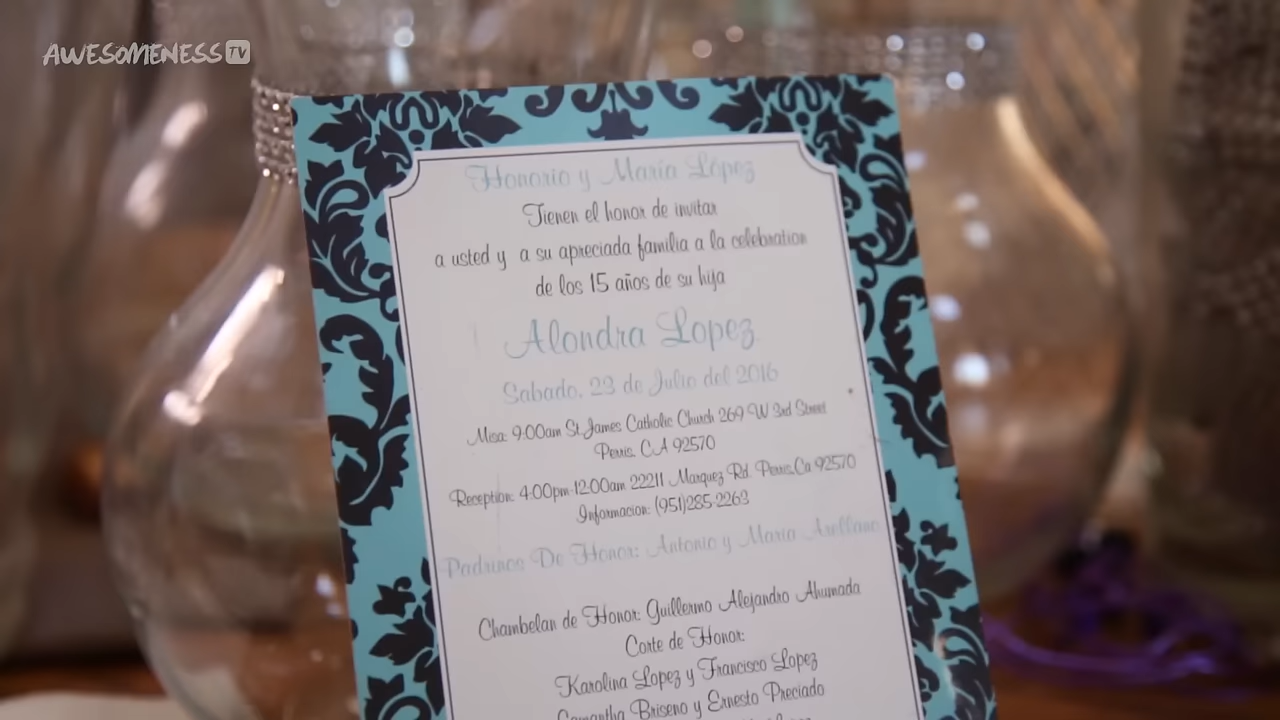 AWESOMENESS TV
Honorio y Maria López
Tienen el honor de invitar
a usted y a su apreciada familia a la celebration
de los 15 años de su hija
Alondra Lopez
Sabado, 23 de Julio del 2016
Misa: 9:00am St.James Catholic Church 269 W 3rd Street
Perris, CA 92570
Reception: 4:00pm-12:00am 22211 Marquez Rd. Perris,Ca 92570
Informacion: (951)285-2263
Padrinos De Honor: Antonio y Maria Arellano
Chambelan de Honor: Guillermo Alejandro Ahumada
Corte de Honor:
Karolina Lopez y Francisco Lopez
Samantha Briseno y Ernesto Preciado